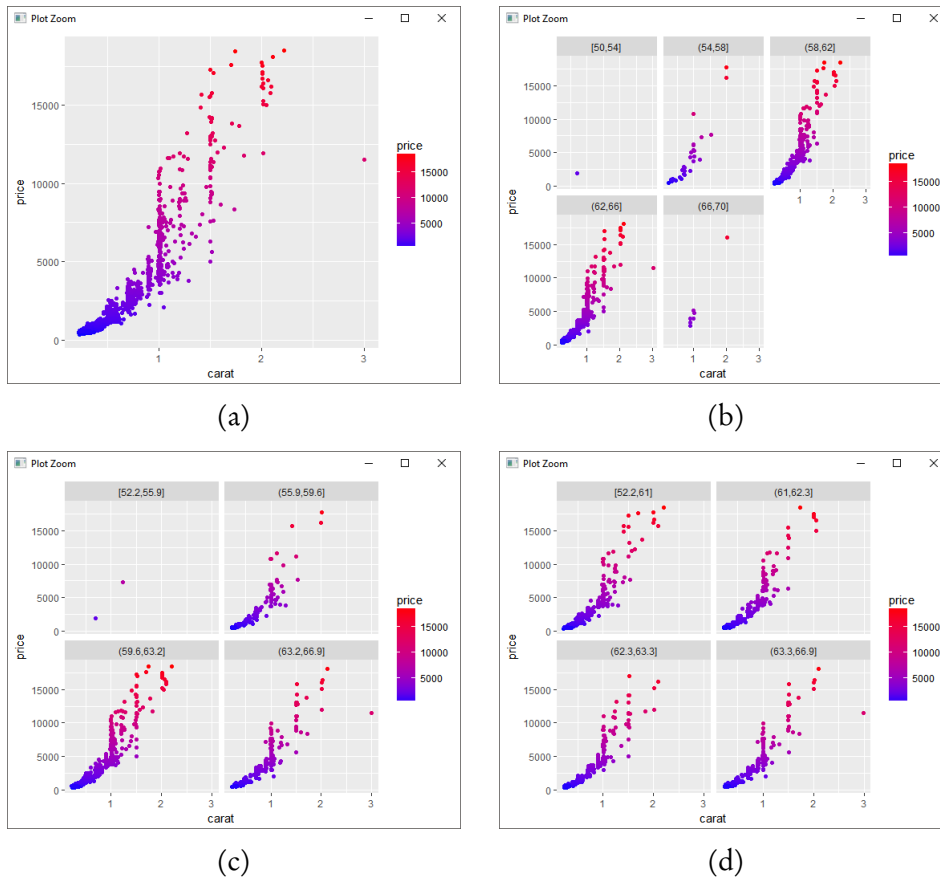 Plot Zoom
15000
10000
5000
0
price
1 2 3
carat
price
15000
10000
5000
(a)
Plot Zoom
[50,54] (54,58] (58,62]
15000
10000
5000
0
(62,66] (66,70]
15000
10000
5000
0
price
1 2 3
1 2 3 1 2 3
carat
price
15000
10000
5000
(b)
Plot Zoom
[52.2,55.9] (55.9,59.6]
15000
10000
5000
0
(59.6,63.2] (63.2,66.9]
15000
10000
5000
0
price
1 2 3 1 2 3
carat
price
15000
10000
5000
(c)
Plot Zoom
[52.2,61] (61,62.3]
15000
10000
5000
0
(62.3,63.3] (63.3,66.9]
15000
10000
5000
0
price
1 2 3 1 2 3
carat
price
15000
10000
5000
(d)